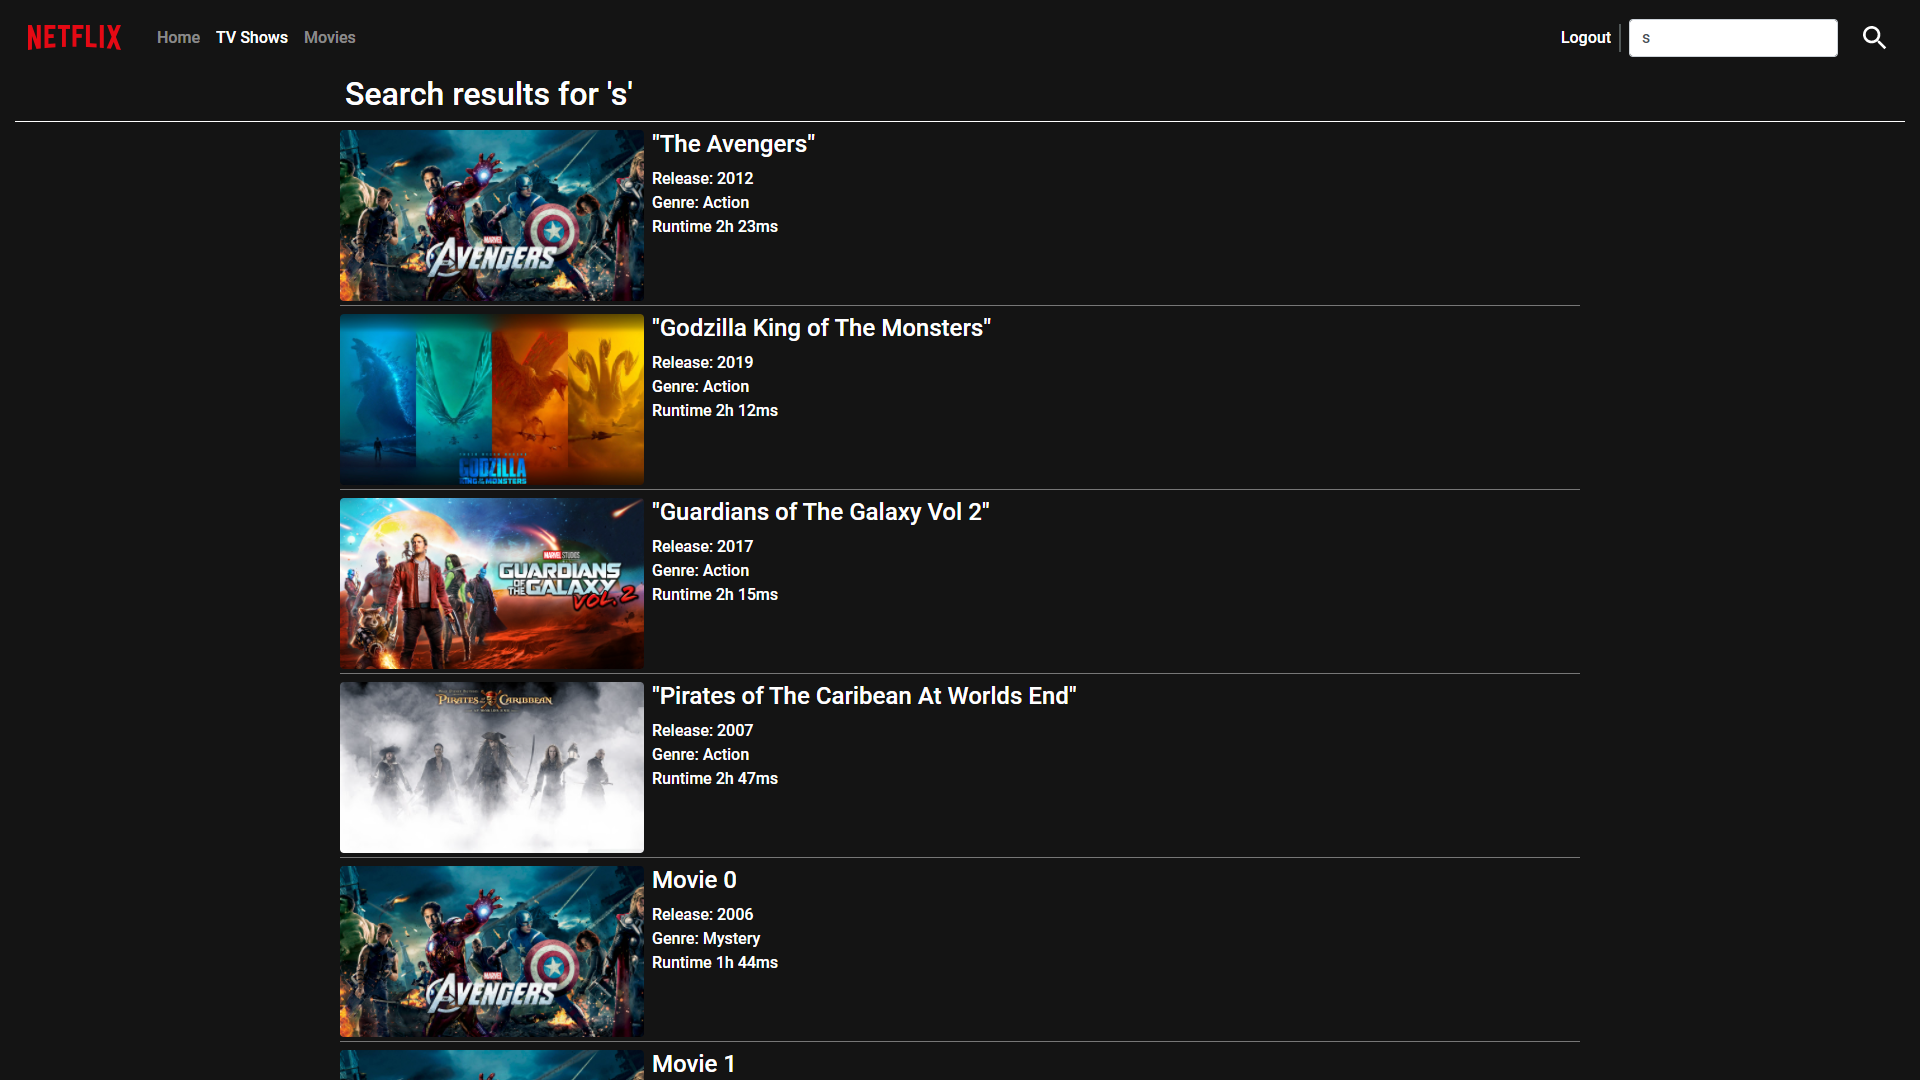 NETFLIX Home TV Shows Movies Logout s
Search results for 's'
"The Avengers"
Release: 2012
Genre: Action
Runtime 2h 23ms
MARVEL
AVENGERS
"Godzilla King of The Monsters"
Release: 2019
Genre: Action
Runtime 2h 12ms
GODZILLA
KING OF THE MONSTERS
"Guardians of The Galaxy Vol 2"
Release: 2017
Genre: Action
Runtime 2h 15ms
MARVEL STUDIOS
GUARDIANS
OF THE GALAXY
VOL. 2
"Pirates of The Caribean At Worlds End"
Release: 2007
Genre: Action
Runtime 2h 47ms
PIRATES of the CARIBBEAN
Movie 0
Release: 2006
Genre: Mystery
Runtime 1h 44ms
MARVEL
AVENGERS
Movie 1